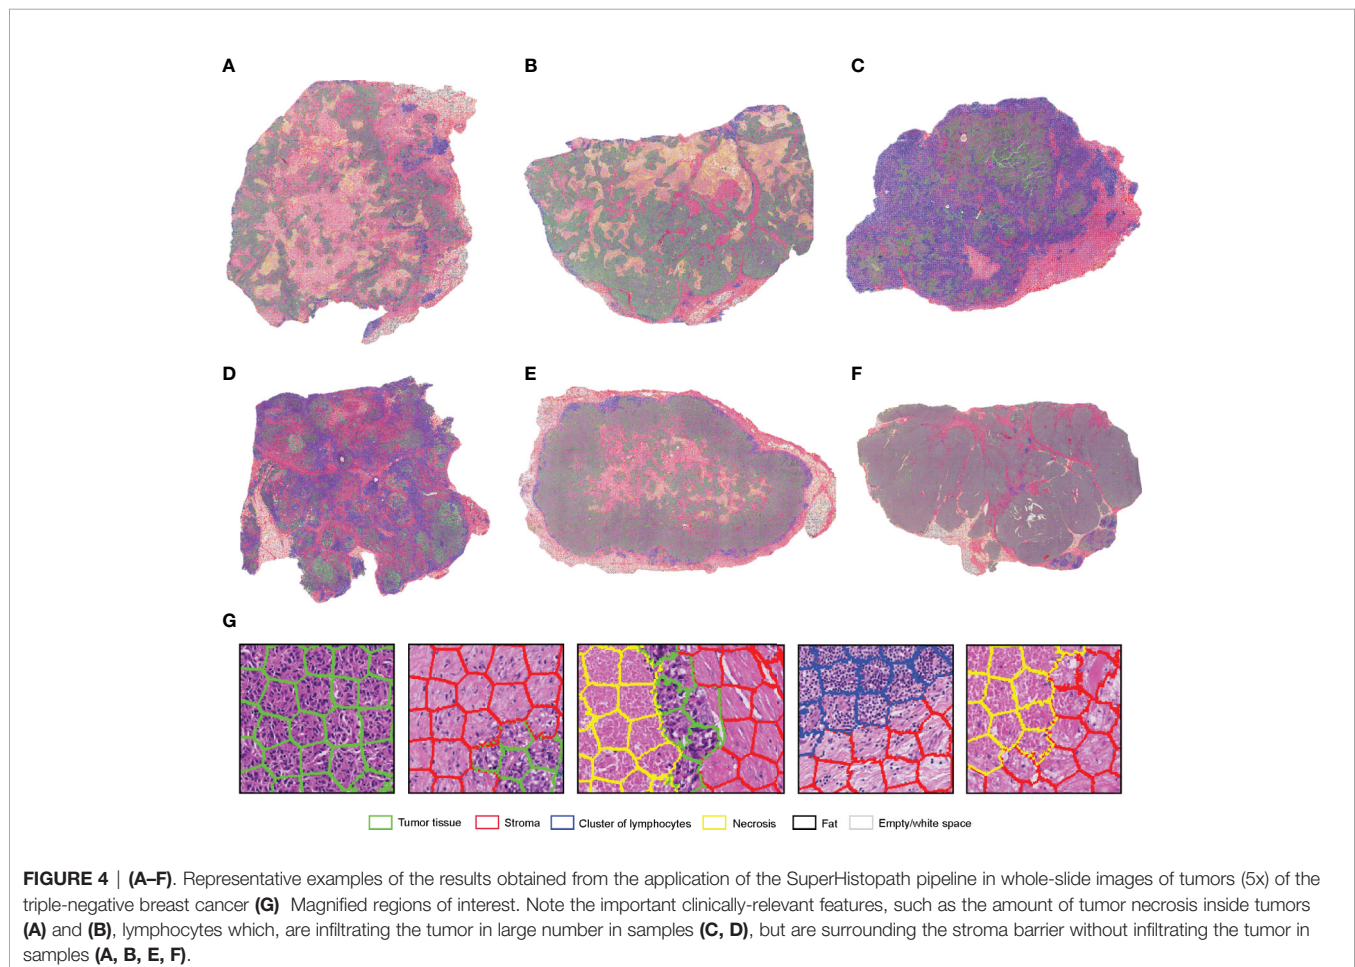 A
B
C
D
E
F
G
Tumor tissue
Stroma
Cluster of lymphocytes
Necrosis
Fat
Empty/white space
FIGURE 4 | (A–F). Representative examples of the results obtained from the application of the SuperHistopath pipeline in whole-slide images of tumors (5x) of the
triple-negative breast cancer (G) Magnified regions of interest. Note the important clinically-relevant features, such as the amount of tumor necrosis inside tumors
(A) and (B), lymphocytes which, are infiltrating the tumor in large number in samples (C, D), but are surrounding the stroma barrier without infiltrating the tumor in
samples (A, B, E, F).